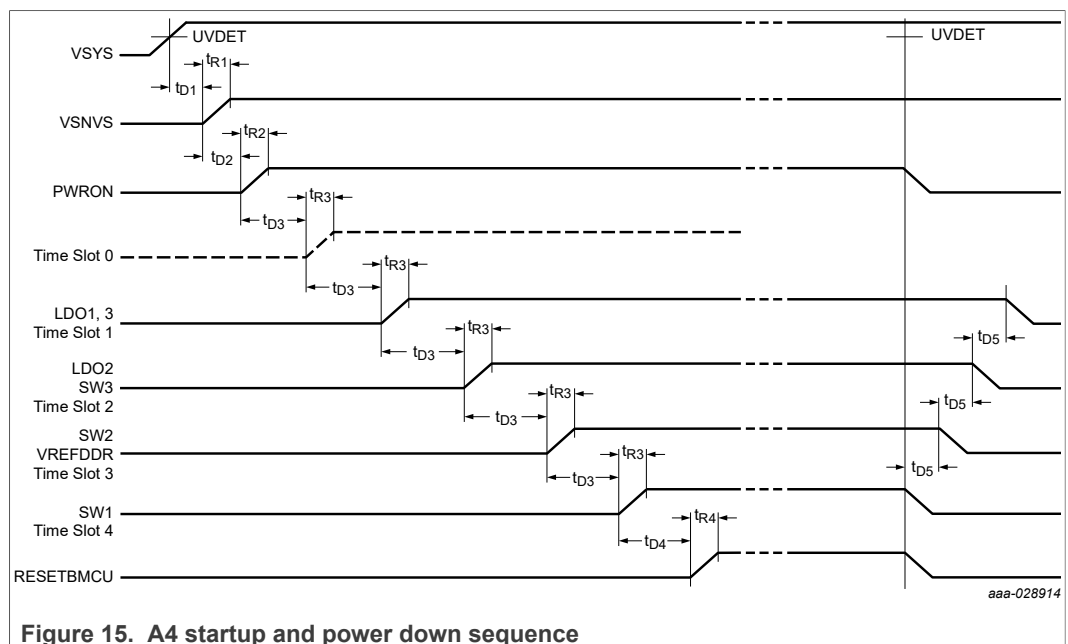 UVDET
UVDET
VSYS
tR1
tD1
VSNVS
tR2
tD2
PWRON
tR3
tD3
Time Slot 0
tR3
tD3
LDO1, 3
Time Slot 1
tR3
tD3
tD5
LDO2
SW3
Time Slot 2
tR3
tD3
tD5
SW2
VREFDDR
Time Slot 3
tR3
tD3
tD5
SW1
Time Slot 4
tR4
tD4
RESETBMCU
aaa-028914
Figure 15. A4 startup and power down sequence